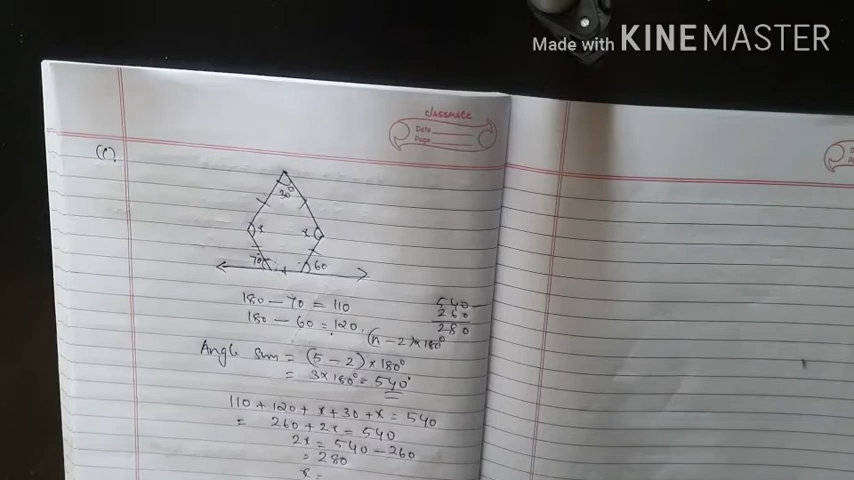 Made with KINEMASTER
classmate
Date
Page
(c)
30°
x
x
70
60
180 - 70 = 110
180 - 60 = 120.
540
260
280
(n - 2) × 180°
Angle sum = (5 - 2) × 180°
= 3 × 180° = 540°
110 + 120 + x + 30 + x = 540
= 260 + 2x = 540
2x = 540 - 260
= 280
x =